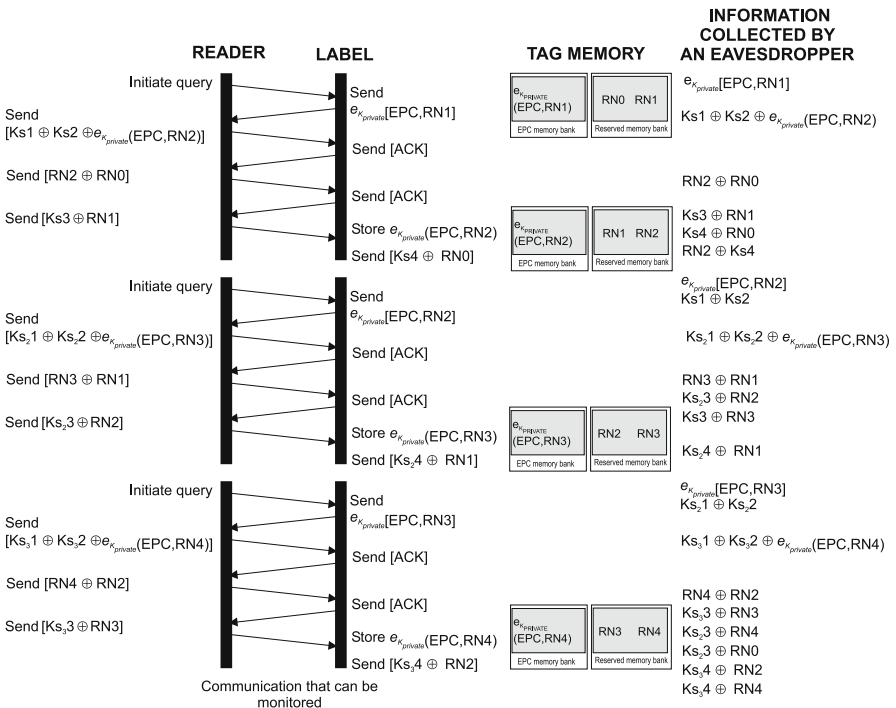 INFORMATION
COLLECTED BY
AN EAVESDROPPER
READER
LABEL
TAG MEMORY
Initiate query
Send
e_Kprivate[EPC,RN1]
Send
[Ks1 ⊕ Ks2 ⊕e_Kprivate(EPC,RN2)]
Send [ACK]
Send [RN2 ⊕ RN0]
Send [ACK]
Send [Ks3 ⊕RN1]
Store e_Kprivate(EPC,RN2)
Send [Ks4 ⊕ RN0]
e_KPRIVATE
(EPC,RN1)
EPC memory bank
RN0 RN1
Reserved memory bank
e_KPRIVATE
(EPC,RN2)
EPC memory bank
RN1 RN2
Reserved memory bank
e_Kprivate[EPC,RN1]
Ks1 ⊕ Ks2 ⊕ e_Kprivate(EPC,RN2)
RN2 ⊕ RN0
Ks3 ⊕ RN1
Ks4 ⊕ RN0
RN2 ⊕ Ks4
Initiate query
Send
e_Kprivate[EPC,RN2]
Send
[Ks₂1 ⊕ Ks₂2 ⊕e_Kprivate(EPC,RN3)]
Send [ACK]
Send [RN3 ⊕ RN1]
Send [ACK]
Send [Ks₂3 ⊕RN2]
Store e_Kprivate(EPC,RN3)
Send [Ks₂4 ⊕ RN1]
e_KPRIVATE
(EPC,RN3)
EPC memory bank
RN2 RN3
Reserved memory bank
e_Kprivate[EPC,RN2]
Ks1 ⊕ Ks2
Ks₂1 ⊕ Ks₂2 ⊕ e_Kprivate(EPC,RN3)
RN3 ⊕ RN1
Ks₂3 ⊕ RN2
Ks3 ⊕ RN3
Ks₂4 ⊕ RN1
Initiate query
Send
e_Kprivate[EPC,RN3]
Send
[Ks₃1 ⊕ Ks₃2 ⊕e_Kprivate(EPC,RN4)]
Send [ACK]
Send [RN4 ⊕ RN2]
Send [ACK]
Send [Ks₃3 ⊕RN3]
Store e_Kprivate(EPC,RN4)
Send [Ks₃4 ⊕ RN2]
e_KPRIVATE
(EPC,RN4)
EPC memory bank
RN3 RN4
Reserved memory bank
e_Kprivate[EPC,RN3]
Ks₂1 ⊕ Ks₂2
Ks₃1 ⊕ Ks₃2 ⊕ e_Kprivate(EPC,RN4)
RN4 ⊕ RN2
Ks₃3 ⊕ RN3
Ks₂3 ⊕ RN4
Ks₂3 ⊕ RN0
Ks₃4 ⊕ RN2
Ks₃4 ⊕ RN4
Communication that can be
monitored